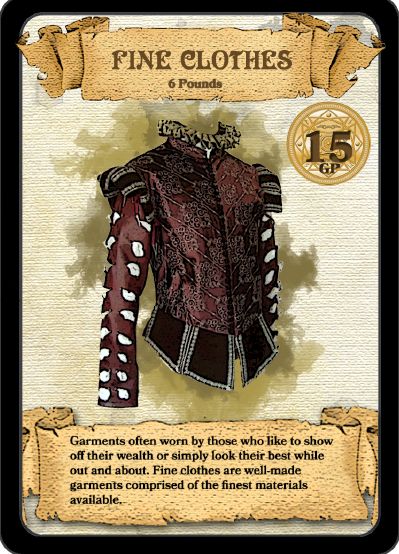 FINE CLOTHES
6 Pounds
15
GP
Garments often worn by those who like to show
off their wealth or simply look their best while
out and about. Fine clothes are well-made
garments comprised of the finest materials
available.